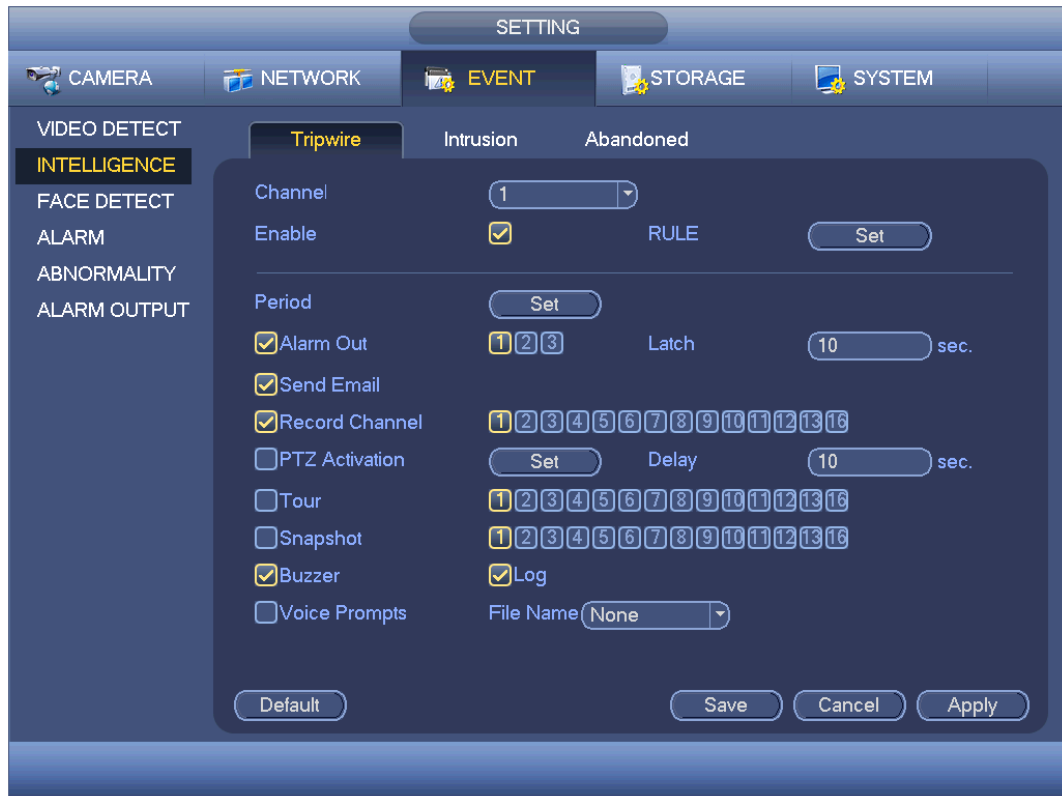 SETTING
CAMERA NETWORK EVENT STORAGE SYSTEM
VIDEO DETECT
INTELLIGENCE
FACE DETECT
ALARM
ABNORMALITY
ALARM OUTPUT
Tripwire Intrusion Abandoned
Channel 1
Enable RULE Set
Period Set
Alarm Out 1 2 3 Latch 10 sec.
Send Email
Record Channel 1 2 3 4 5 6 7 8 9 10 11 12 13 16
PTZ Activation Set Delay 10 sec.
Tour 1 2 3 4 5 6 7 8 9 10 11 12 13 16
Snapshot 1 2 3 4 5 6 7 8 9 10 11 12 13 16
Buzzer Log
Voice Prompts File Name None
Default Save Cancel Apply